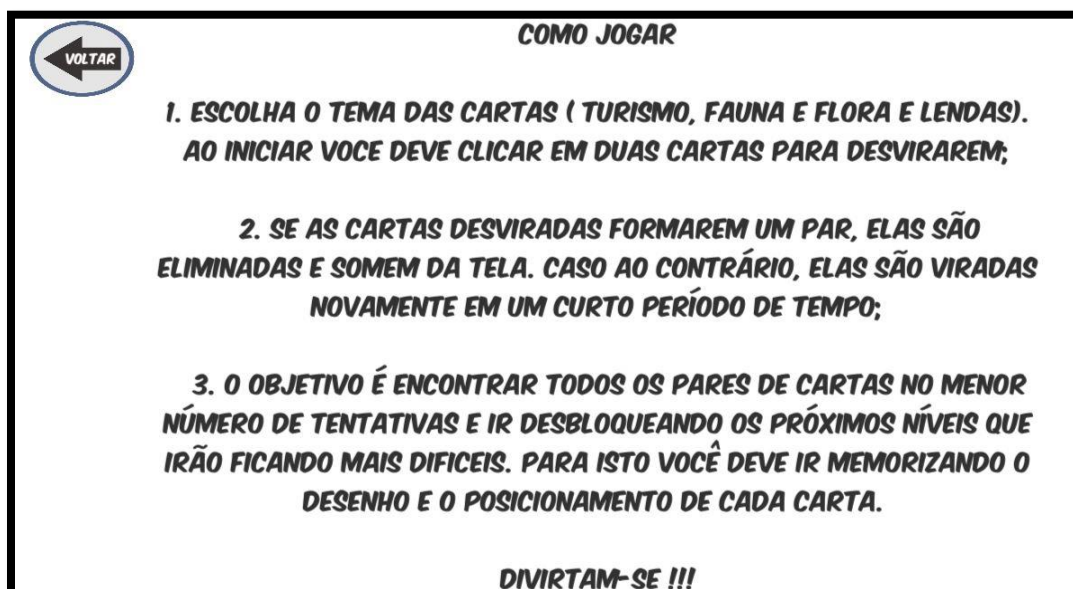 COMO JOGAR
VOLTAR
1. ESCOLHA O TEMA DAS CARTAS ( TURISMO, FAUNA E FLORA E LENDAS).
AO INICIAR VOCE DEVE CLICAR EM DUAS CARTAS PARA DESVIRAREM;
2. SE AS CARTAS DESVIRADAS FORMAREM UM PAR, ELAS SÃO
ELIMINADAS E SOMEM DA TELA. CASO AO CONTRÁRIO, ELAS SÃO VIRADAS
NOVAMENTE EM UM CURTO PERÍODO DE TEMPO;
3. O OBJETIVO É ENCONTRAR TODOS OS PARES DE CARTAS NO MENOR
NÚMERO DE TENTATIVAS E IR DESBLOQUEANDO OS PRÓXIMOS NÍVEIS QUE
IRÃO FICANDO MAIS DIFICEIS. PARA ISTO VOCÊ DEVE IR MEMORIZANDO O
DESENHO E O POSICIONAMENTO DE CADA CARTA.
DIVIRTAM-SE !!!